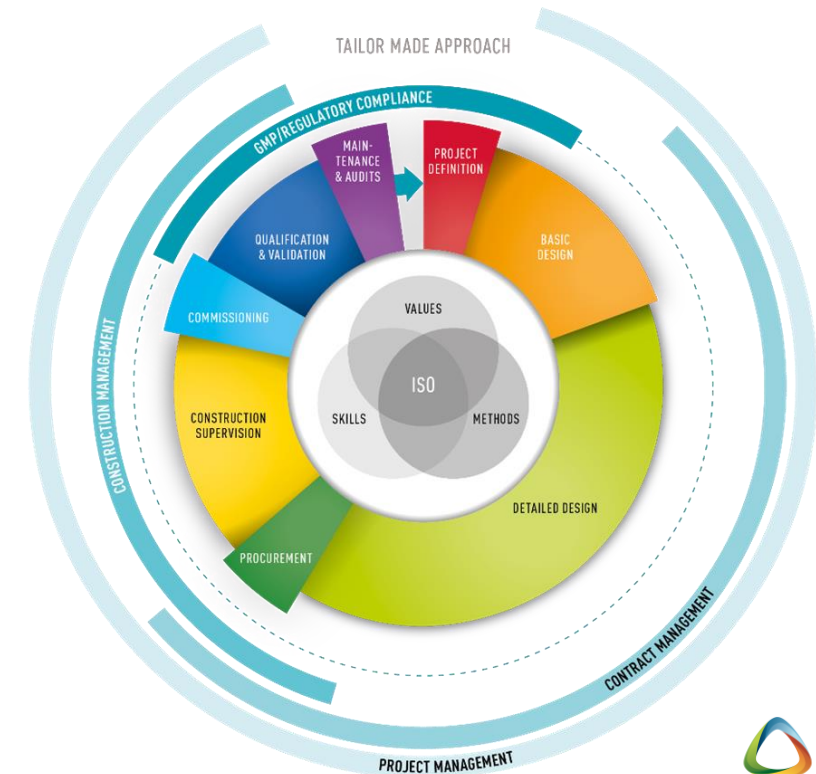 TAILOR MADE APPROACH
GMP/REGULATORY COMPLIANCE
MAIN-
TENANCE
& AUDITS
PROJECT
DEFINITION
QUALIFICATION
& VALIDATION
BASIC
DESIGN
COMMISSIONING
VALUES
CONSTRUCTION MANAGEMENT
ISO
CONSTRUCTION
SUPERVISION
SKILLS
METHODS
DETAILED DESIGN
PROCUREMENT
CONTRACT MANAGEMENT
PROJECT MANAGEMENT